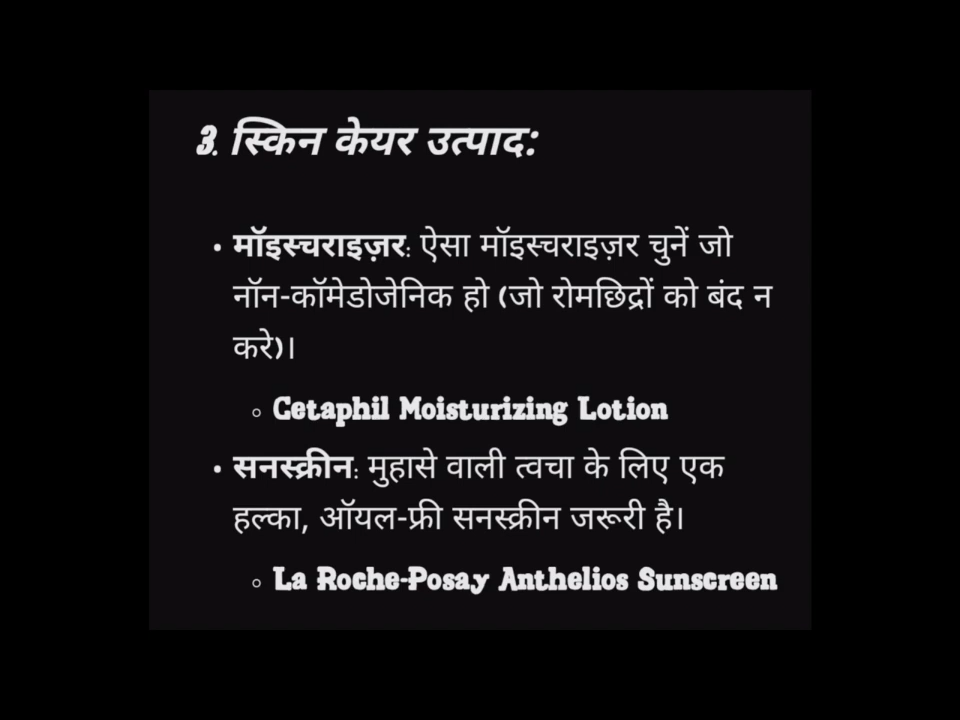 3. स्किन केयर उत्पाद:
• मॉइस्चराइज़र: ऐसा मॉइस्चराइज़र चुनें जो
नॉन-कॉमेडोजेनिक हो (जो रोमछिद्रों को बंद न
करे)।
◦ Cetaphil Moisturizing Lotion
• सनस्क्रीन: मुहासे वाली त्वचा के लिए एक
हल्का, ऑयल-फ्री सनस्क्रीन जरूरी है।
◦ La Roche-Posay Anthelios Sunscreen